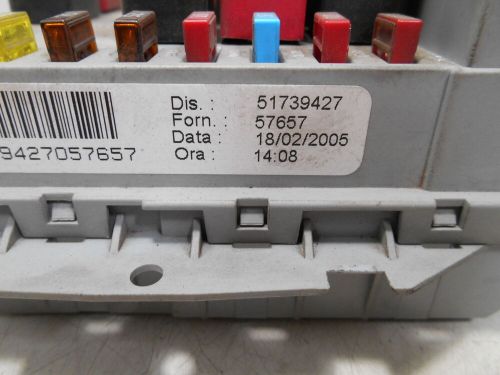 Dis. : 51739427
Forn. : 57657
Data : 18/02/2005
Ora : 14:08
9427057657